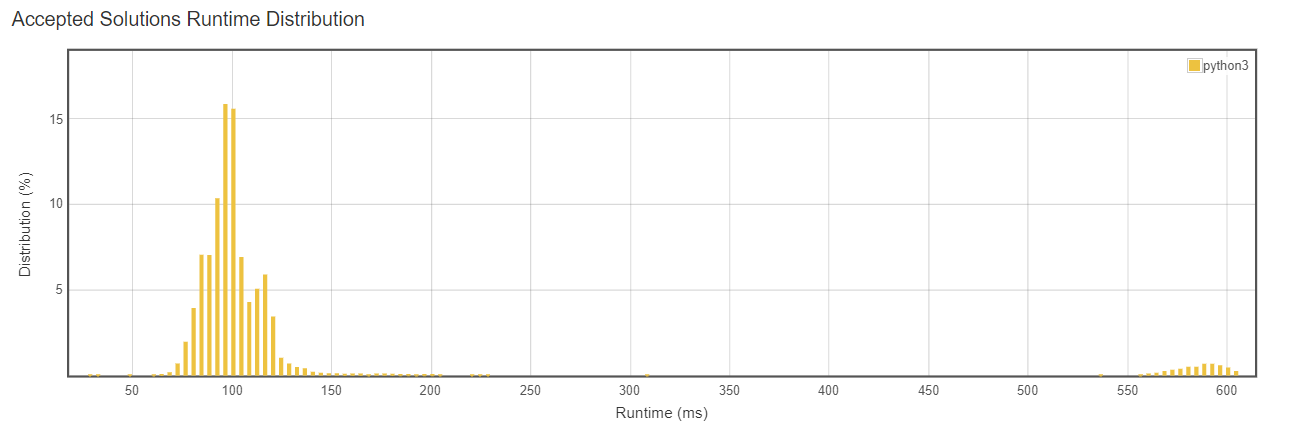 Accepted Solutions Runtime Distribution
python3
15
10
5
Distribution (%)
50 100 150 200 250 300 350 400 450 500 550 600
Runtime (ms)